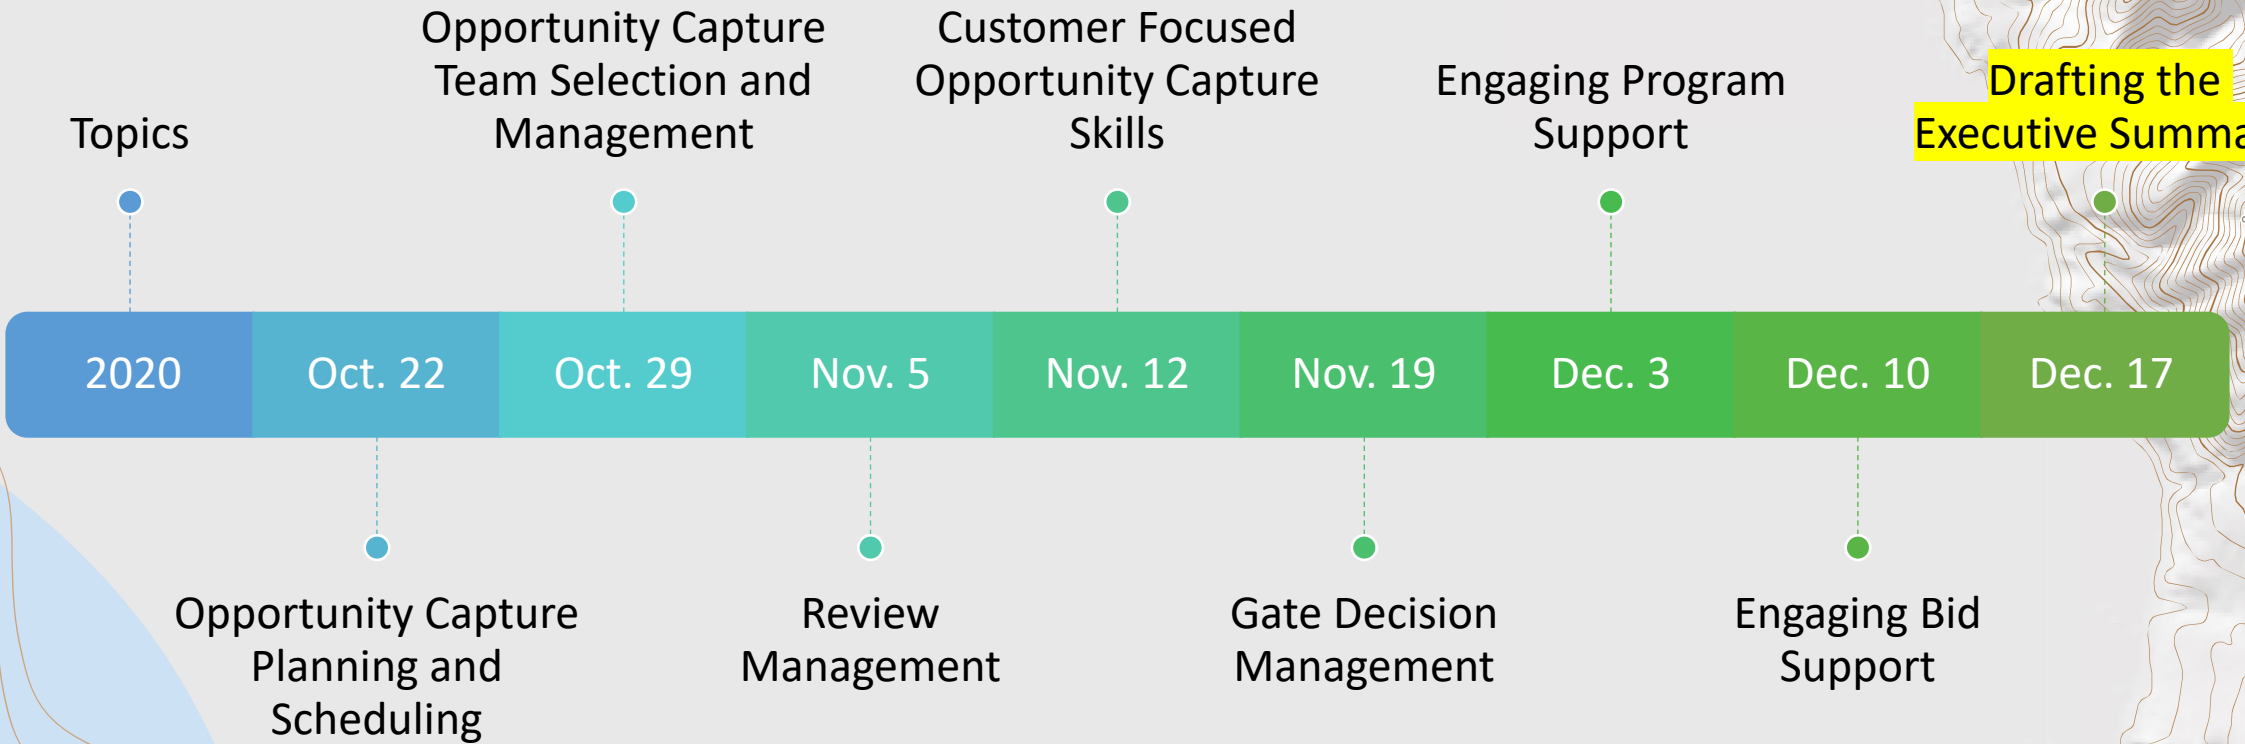 Topics
Opportunity Capture
Team Selection and
Management
Customer Focused
Opportunity Capture
Skills
Engaging Program
Support
Drafting the
Executive Summa
2020
Oct. 22
Oct. 29
Nov. 5
Nov. 12
Nov. 19
Dec. 3
Dec. 10
Dec. 17
Opportunity Capture
Planning and
Scheduling
Review
Management
Gate Decision
Management
Engaging Bid
Support